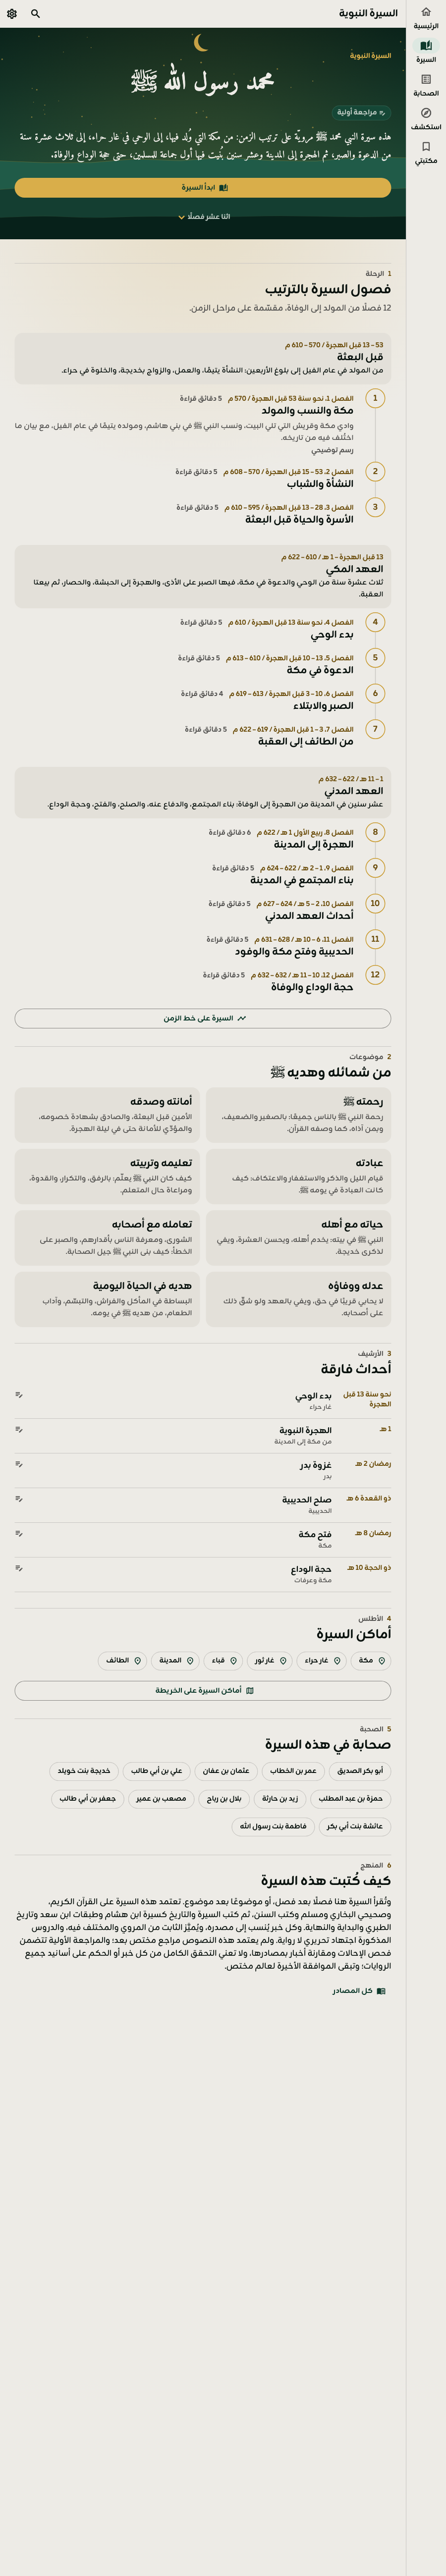 السيرة النبوية
الرئيسية
السيرة
الصحابة
استكشف
مكتبتي
السيرة النبوية
محمد رسول الله ﷺ
مراجعة أولية
هذه سيرة النبي محمد ﷺ مرويّة على ترتيب الزمن: من مكة التي وُلد فيها، إلى الوحي في غار حراء، إلى ثلاث عشرة سنة
من الدعوة والصبر، ثم الهجرة إلى المدينة وعشر سنين بُنيت فيها أول جماعة للمسلمين، حتى حجة الوداع والوفاة.
ابدأ السيرة
اثنا عشر فصلًا
1 الرحلة
فصول السيرة بالترتيب
12 فصلًا من المولد إلى الوفاة، مقسّمة على مراحل الزمن.
53 – 13 قبل الهجرة / 570 – 610 م
قبل البعثة
من المولد في عام الفيل إلى بلوغ الأربعين: النشأة يتيمًا، والعمل، والزواج بخديجة، والخلوة في حراء.
1
الفصل 1، نحو سنة 53 قبل الهجرة / 570 م 5 دقائق قراءة
مكة والنسب والمولد
وادي مكة وقريش التي تلي البيت، ونسب النبي ﷺ في بني هاشم، ومولده يتيمًا في عام الفيل، مع بيان ما
اختُلف فيه من تاريخه.
رسم توضيحي
2
الفصل 2، 53 – 15 قبل الهجرة / 570 – 608 م 5 دقائق قراءة
النشأة والشباب
3
الفصل 3، 28 – 13 قبل الهجرة / 595 – 610 م 5 دقائق قراءة
الأسرة والحياة قبل البعثة
13 قبل الهجرة – 1 هـ / 610 – 622 م
العهد المكي
ثلاث عشرة سنة من الوحي والدعوة في مكة، فيها الصبر على الأذى، والهجرة إلى الحبشة، والحصار، ثم بيعتا
العقبة.
4
الفصل 4، نحو سنة 13 قبل الهجرة / 610 م 5 دقائق قراءة
بدء الوحي
5
الفصل 5، 13 – 10 قبل الهجرة / 610 – 613 م 5 دقائق قراءة
الدعوة في مكة
6
الفصل 6، 10 – 3 قبل الهجرة / 613 – 619 م 4 دقائق قراءة
الصبر والابتلاء
7
الفصل 7، 3 – 1 قبل الهجرة / 619 – 622 م 5 دقائق قراءة
من الطائف إلى العقبة
1 – 11 هـ / 622 – 632 م
العهد المدني
عشر سنين في المدينة من الهجرة إلى الوفاة: بناء المجتمع، والدفاع عنه، والصلح، والفتح، وحجة الوداع.
8
الفصل 8، ربيع الأول 1 هـ / 622 م 6 دقائق قراءة
الهجرة إلى المدينة
9
الفصل 9، 1 – 2 هـ / 622 – 624 م 5 دقائق قراءة
بناء المجتمع في المدينة
10
الفصل 10، 2 – 5 هـ / 624 – 627 م 5 دقائق قراءة
أحداث العهد المدني
11
الفصل 11، 6 – 10 هـ / 628 – 631 م 5 دقائق قراءة
الحديبية وفتح مكة والوفود
12
الفصل 12، 10 – 11 هـ / 632 – 632 م 5 دقائق قراءة
حجة الوداع والوفاة
السيرة على خط الزمن
2 موضوعات
من شمائله وهديه ﷺ
رحمته ﷺ
رحمة النبي ﷺ بالناس جميعًا: بالصغير والضعيف،
وبمن آذاه، كما وصفه القرآن.
أمانته وصدقه
الأمين قبل البعثة، والصادق بشهادة خصومه،
والمؤدّي للأمانة حتى في ليلة الهجرة.
عبادته
قيام الليل والذكر والاستغفار والاعتكاف: كيف
كانت العبادة في يومه ﷺ.
تعليمه وتربيته
كيف كان النبي ﷺ يعلّم: بالرفق، والتكرار، والقدوة،
ومراعاة حال المتعلم.
حياته مع أهله
النبي ﷺ في بيته: يخدم أهله، ويحسن العشرة، ويفي
لذكرى خديجة.
تعامله مع أصحابه
الشورى، ومعرفة الناس بأقدارهم، والصبر على
الخطأ: كيف بنى النبي ﷺ جيل الصحابة.
عدله ووفاؤه
لا يحابي قريبًا في حق، ويفي بالعهد ولو شقّ ذلك
على أصحابه.
هديه في الحياة اليومية
البساطة في المأكل والفراش، والتبسّم، وآداب
الطعام، من هديه ﷺ في يومه.
3 الأرشيف
أحداث فارقة
نحو سنة 13 قبل
الهجرة
بدء الوحي
غار حراء
1 هـ
الهجرة النبوية
من مكة إلى المدينة
رمضان 2 هـ
غزوة بدر
بدر
ذو القعدة 6 هـ
صلح الحديبية
الحديبية
رمضان 8 هـ
فتح مكة
مكة
ذو الحجة 10 هـ
حجة الوداع
مكة وعرفات
4 الأطلس
أماكن السيرة
مكة
غار حراء
غار ثور
قباء
المدينة
الطائف
أماكن السيرة على الخريطة
5 الصحبة
صحابة في هذه السيرة
أبو بكر الصديق
عمر بن الخطاب
عثمان بن عفان
علي بن أبي طالب
خديجة بنت خويلد
حمزة بن عبد المطلب
زيد بن حارثة
بلال بن رباح
مصعب بن عمير
جعفر بن أبي طالب
عائشة بنت أبي بكر
فاطمة بنت رسول الله
6 المنهج
كيف كُتبت هذه السيرة
وتُقرأ السيرة هنا فصلًا بعد فصل، أو موضوعًا بعد موضوع. تعتمد هذه السيرة على القرآن الكريم،
وصحيحي البخاري ومسلم وكتب السنن، ثم كتب السيرة والتاريخ كسيرة ابن هشام وطبقات ابن سعد وتاريخ
الطبري والبداية والنهاية. وكل خبر يُنسب إلى مصدره، ويُميَّز الثابت من المروي والمختلف فيه، والدروس
المذكورة اجتهاد تحريري لا رواية. ولم يعتمد هذه النصوص مراجع مختص بعد؛ والمراجعة الأولية تتضمن
فحص الإحالات ومقارنة أخبار بمصادرها، ولا تعني التحقق الكامل من كل خبر أو الحكم على أسانيد جميع
الروايات؛ وتبقى الموافقة الأخيرة لعالم مختص.
كل المصادر